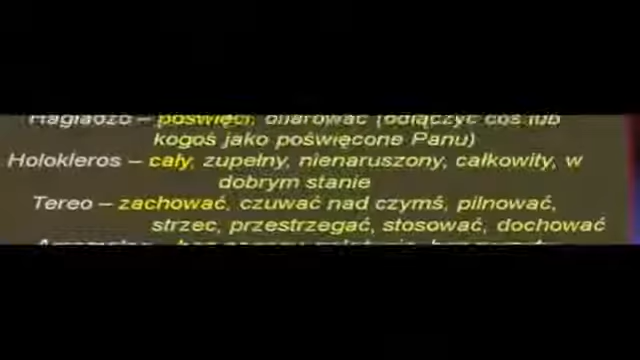 Hagiadzo – poświęci, ofiarować (odłączyć coś lub
kogoś jako poświęcone Panu)
Holokleros – cały, zupełny, nienaruszony, całkowity, w
dobrym stanie
Tereo – zachować, czuwać nad czymś, pilnować,
strzec, przestrzegać, stosować, dochować